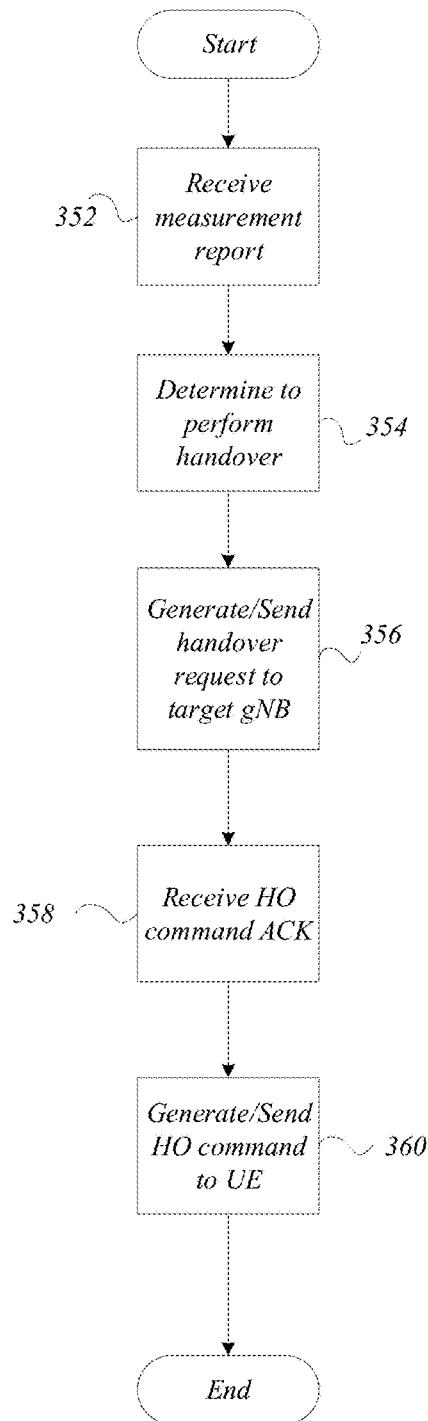 Start
Receive
measurement
report
352
Determine to
perform
handover
354
Generate/Send
handover
request to
target gNB
356
Receive HO
command ACK
358
Generate/Send
HO command
to UE
360
End